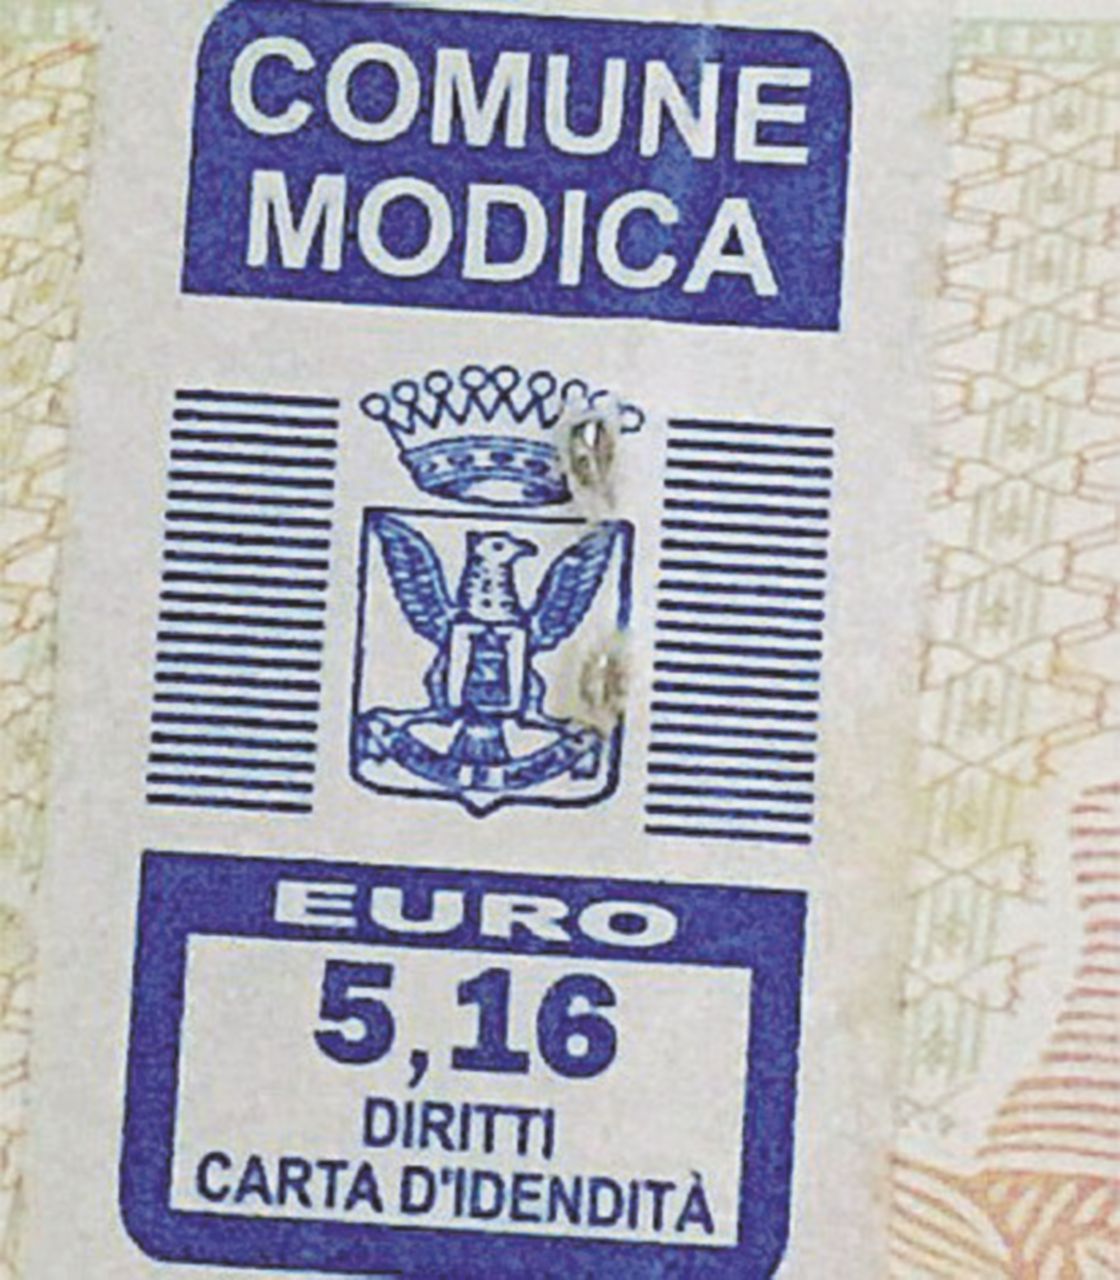 COMUNE
MODICA
EURO
5,16
DIRITTI
CARTA D'IDENDITÀ